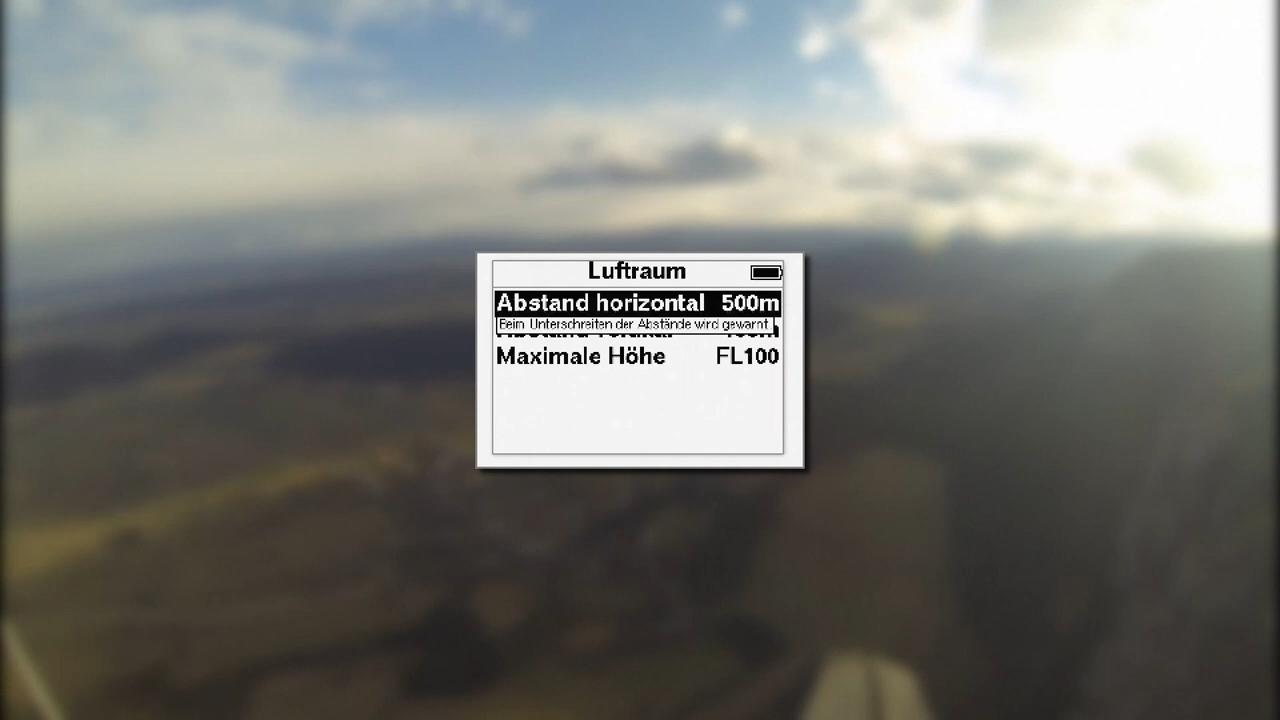 Luftraum
Abstand horizontal 500m
Beim Unterschreiten der Abstände wird gewarnt.
Maximale Höhe FL100